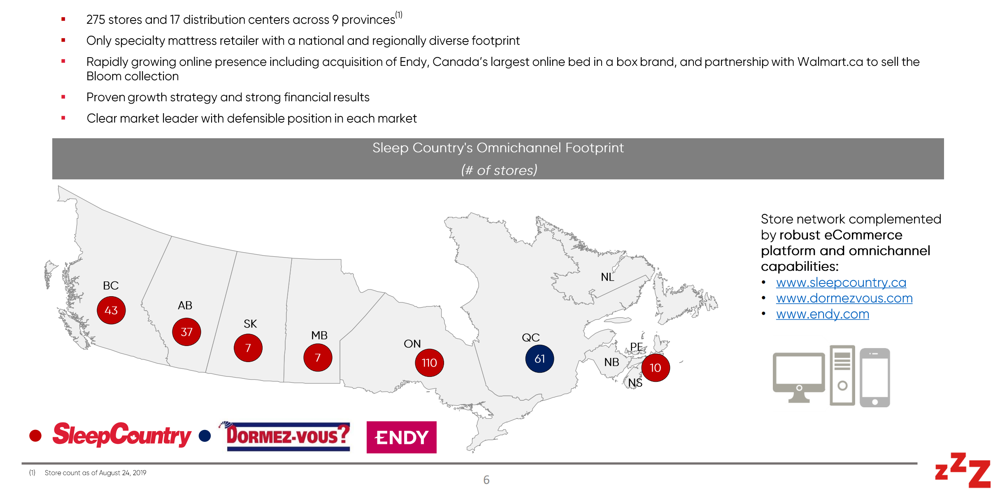 ▪ 275 stores and 17 distribution centers across 9 provinces(1)
▪ Only specialty mattress retailer with a national and regionally diverse footprint
▪ Rapidly growing online presence including acquisition of Endy, Canada’s largest online bed in a box brand, and partnership with Walmart.ca to sell the
Bloom collection
▪ Proven growth strategy and strong financial results
▪ Clear market leader with defensible position in each market
Sleep Country's Omnichannel Footprint
(# of stores)
BC
43
AB
37
SK
7
MB
7
ON
110
QC
61
NL
PE
NB
10
NS
Store network complemented
by robust eCommerce
platform and omnichannel
capabilities:
• www.sleepcountry.ca
• www.dormezvous.com
• www.endy.com
SleepCountry
DORMEZ-VOUS?
ENDY
(1) Store count as of August 24, 2019
6
zzz